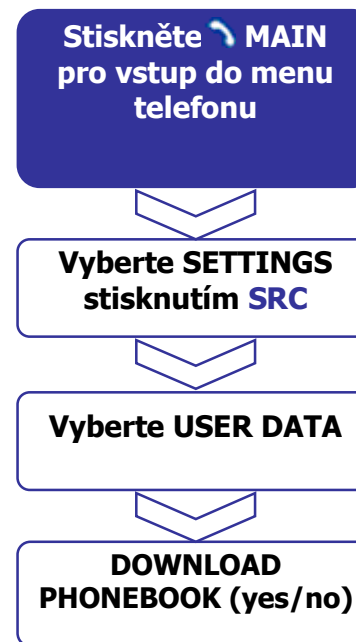 Stiskněte MAIN
pro vstup do menu
telefonu
Vyberte SETTINGS
stisknutím SRC
Vyberte USER DATA
DOWNLOAD
PHONEBOOK (yes/no)